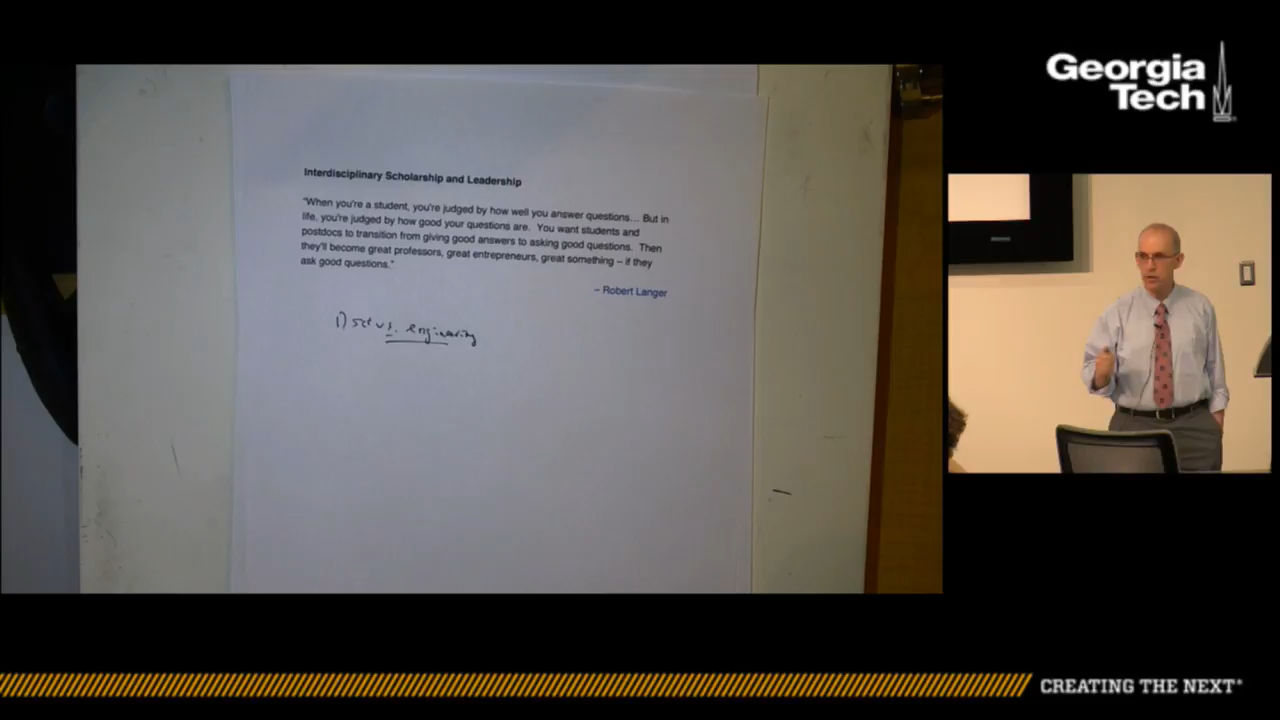 Georgia
Tech
Interdisciplinary Scholarship and Leadership
"When you're a student, you're judged by how well you answer questions... But in
life, you're judged by how good your questions are. You want students and
postdocs to transition from giving good answers to asking good questions. Then
they'll become great professors, great entrepreneurs, great something – if they
ask good questions."
– Robert Langer
1) sci vs. engineering
CREATING THE NEXT®